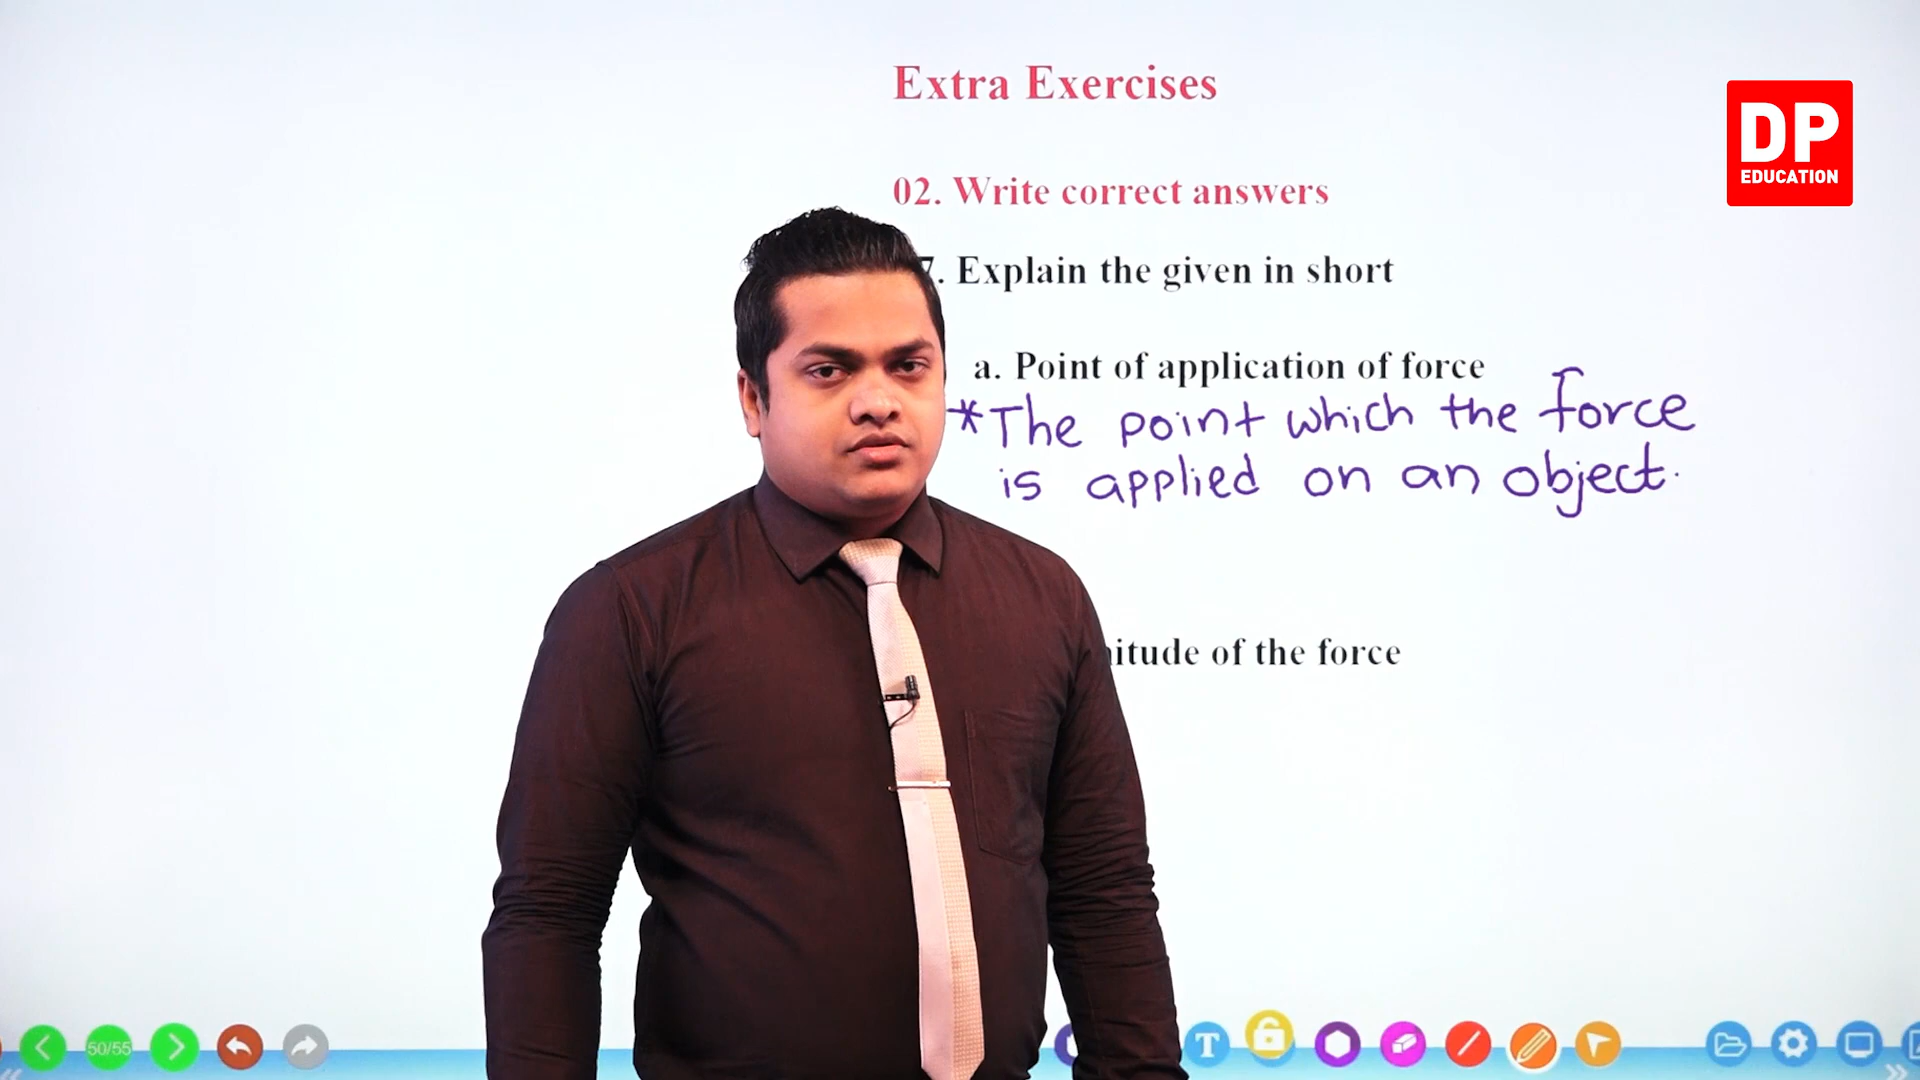 Extra Exercises
DP
EDUCATION
02. Write correct answers
7. Explain the given in short
a. Point of application of force
*The point which the force
is applied on an object.
of the force
50/55
T